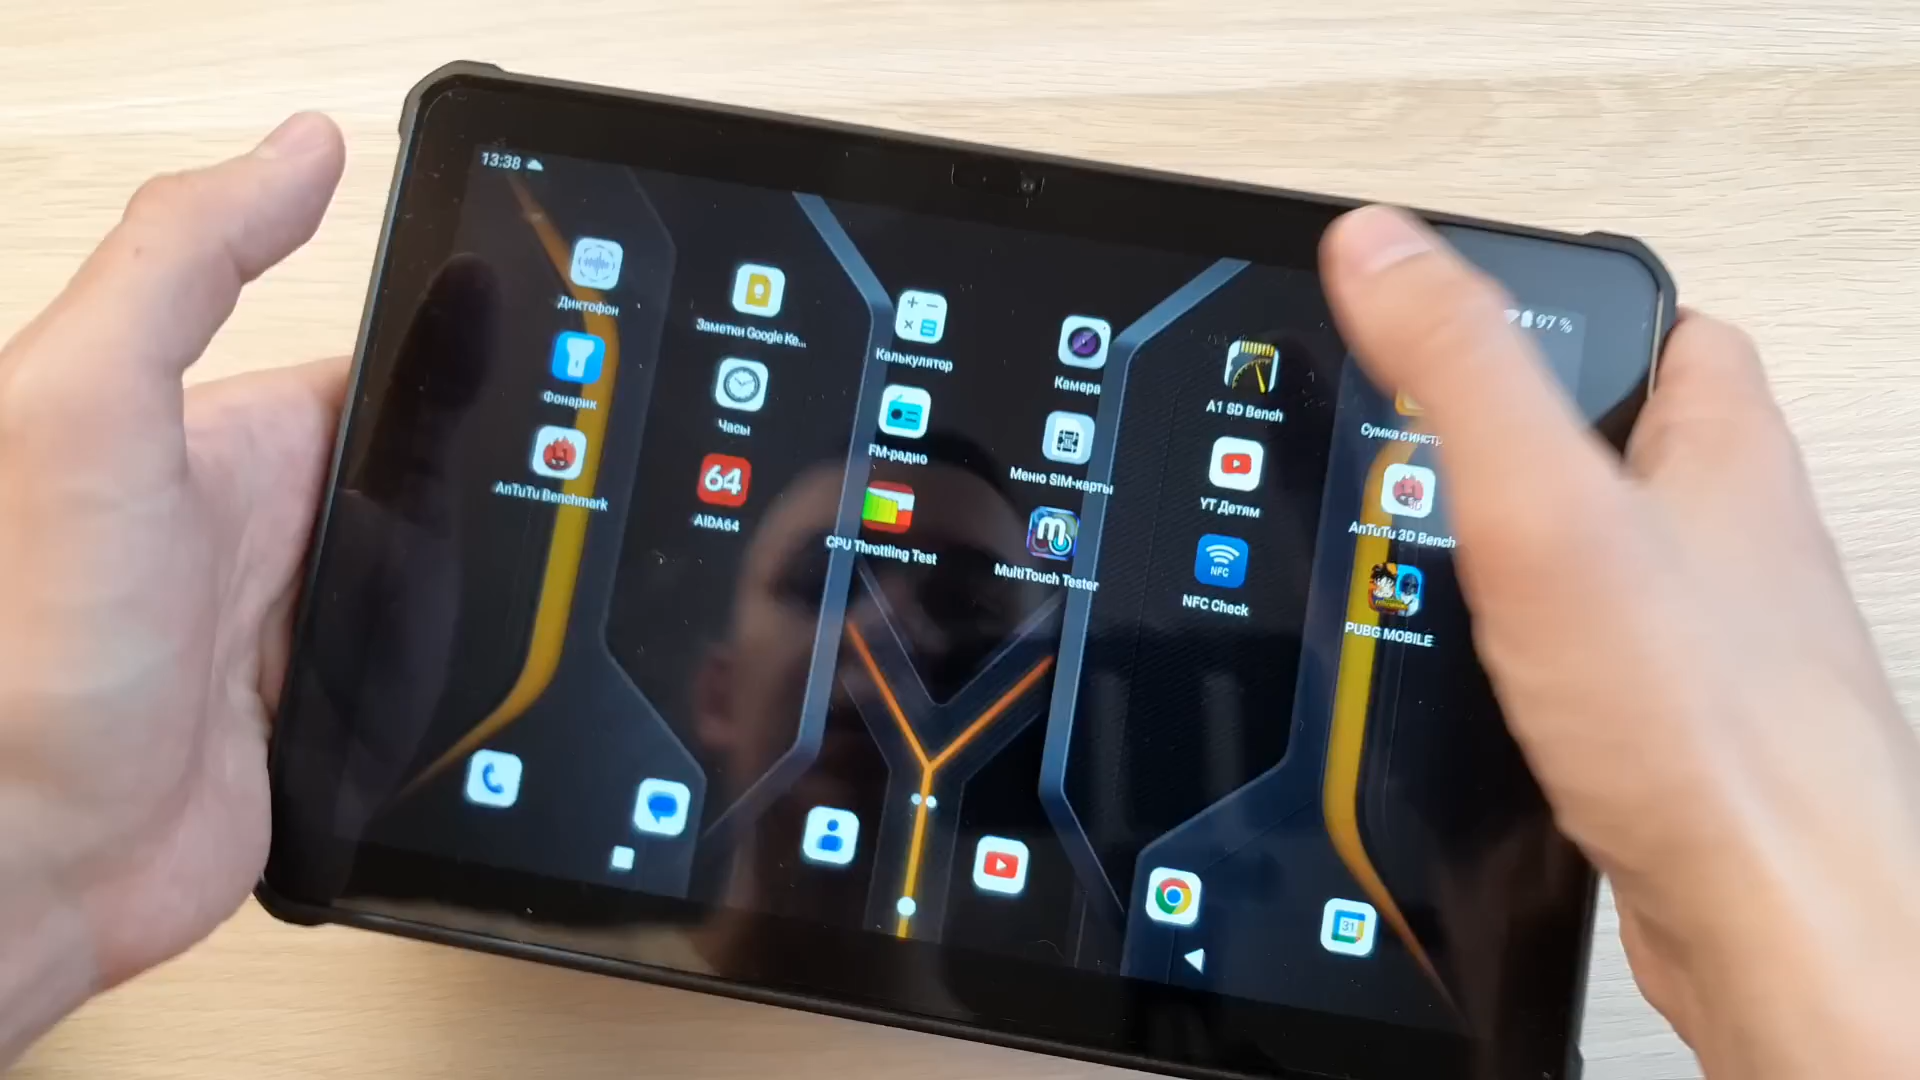 13:38
97 %
Диктофон
Заметки Google Ke...
Калькулятор
Камера
A1 SD Bench
Сумка с инстр
Фонарик
Часы
FM-радио
Меню SIM-карты
YT Детям
AnTuTu 3D Bench
AnTuTu Benchmark
64
AIDA64
CPU Throttling Test
MultiTouch Tester
NFC
NFC Check
PUBG MOBILE
31